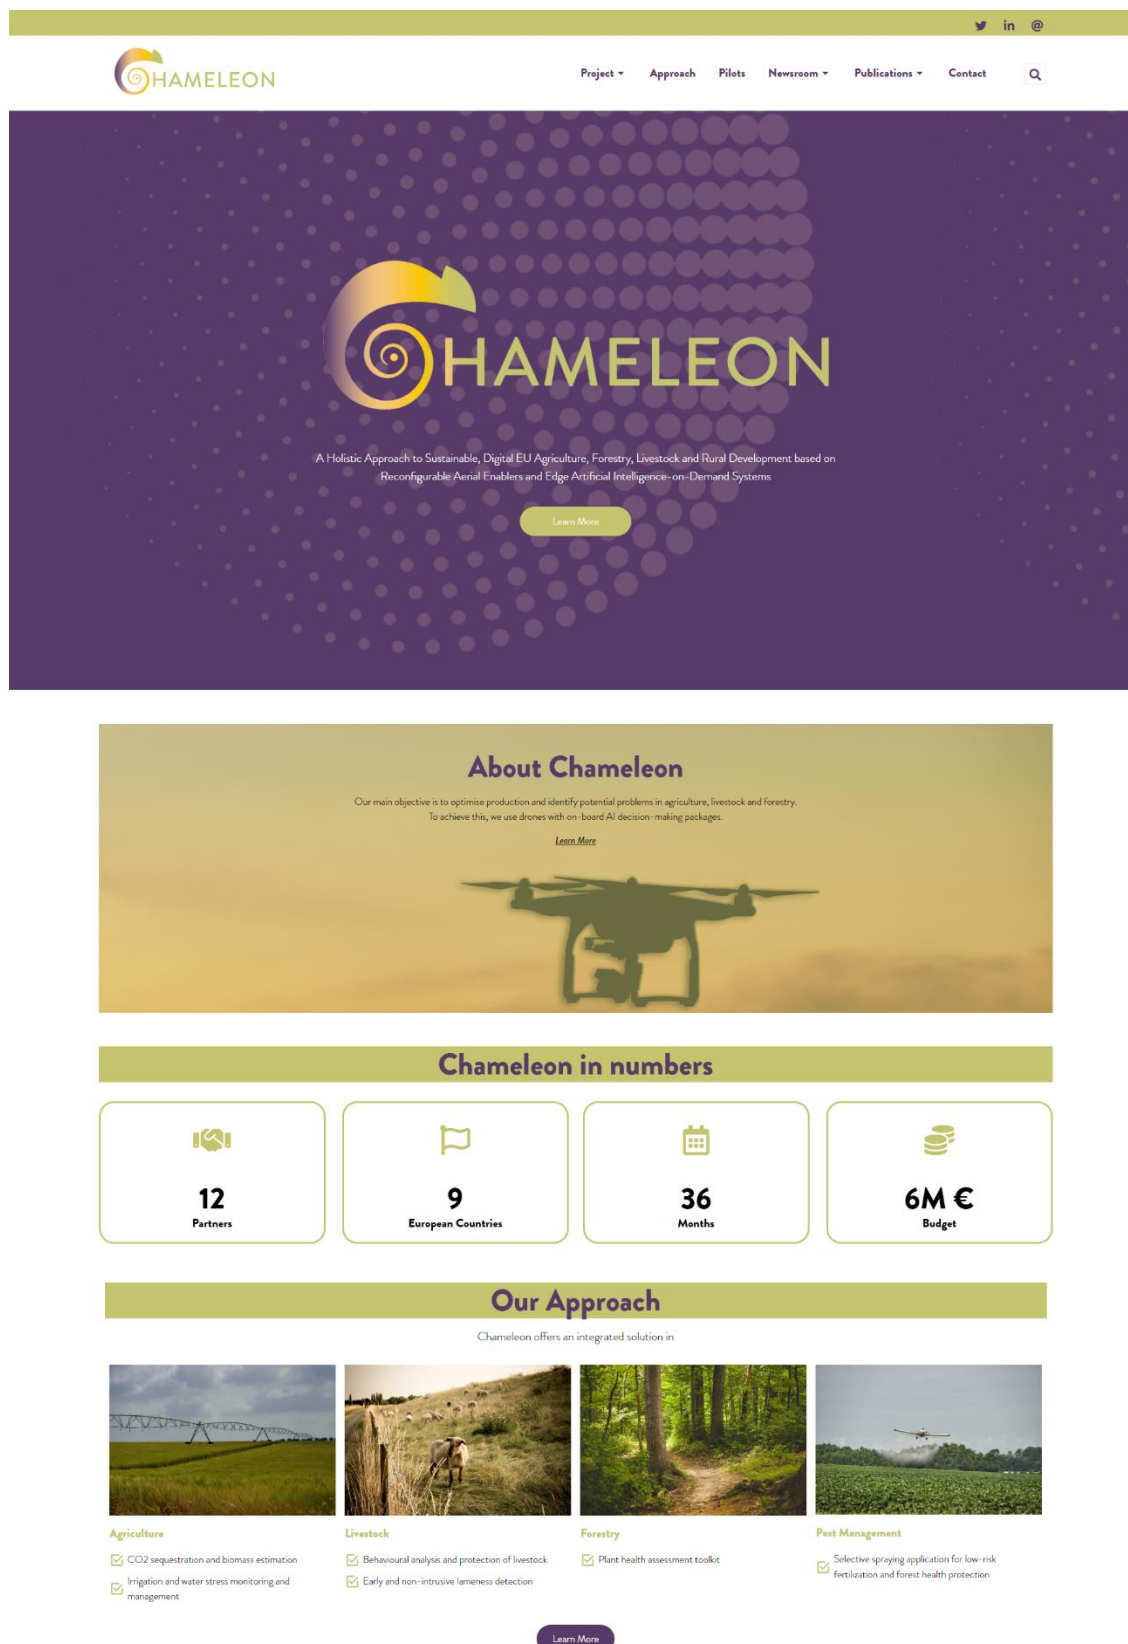 HAMELEON
Project
Approach
Pilots
Newsroom
Publications
Contact
HAMELEON
A Holistic Approach to Sustainable, Digital EU Agriculture, Forestry, Livestock and Rural Development based on
Reconfigurable Aerial Enablers and Edge Artificial Intelligence-on-Demand Systems
Learn More
About Chameleon
Our main objective is to optimise production and identify potential problems in agriculture, livestock and forestry.
To achieve this, we use drones with on-board AI decision-making packages.
Learn More
Chameleon in numbers
12
Partners
9
European Countries
36
Months
6M €
Budget
Our Approach
Chameleon offers an integrated solution in
Agriculture
CO2 sequestration and biomass estimation
Irrigation and water stress monitoring and
management
Livestock
Behavioural analysis and protection of livestock
Early and non-intrusive lameness detection
Forestry
Plant health assessment toolkit
Pest Management
Selective spraying application for low-risk
fertilization and forest health protection
Learn More